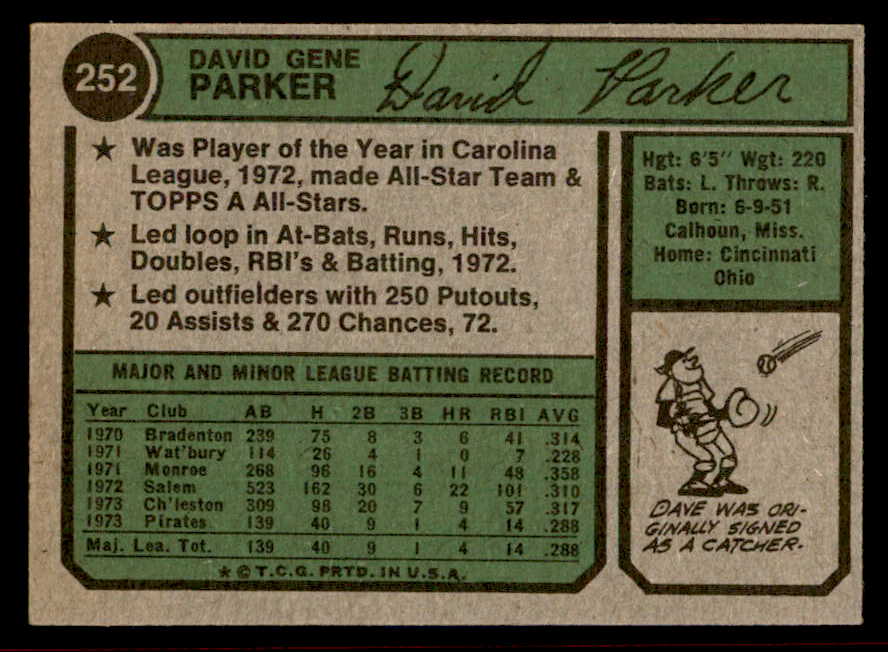 252
DAVID GENE
PARKER
David Parker
★ Was Player of the Year in Carolina
League, 1972, made All-Star Team &
TOPPS A All-Stars.
★ Led loop in At-Bats, Runs, Hits,
Doubles, RBI's & Batting, 1972.
★ Led outfielders with 250 Putouts,
20 Assists & 270 Chances, 72.
Hgt: 6'5" Wgt: 220
Bats: L. Throws: R.
Born: 6-9-51
Calhoun, Miss.
Home: Cincinnati
Ohio
MAJOR AND MINOR LEAGUE BATTING RECORD
Year Club AB H 2B 3B HR RBI AVG
1970 Bradenton 239 75 8 3 6 41 .314
1971 Wat'bury 114 26 4 1 0 7 .228
1971 Monroe 268 96 16 4 11 48 .358
1972 Salem 523 162 30 6 22 101 .310
1973 Ch'leston 309 98 20 7 9 57 .317
1973 Pirates 139 40 9 1 4 14 .288
Maj. Lea. Tot. 139 40 9 1 4 14 .288
★ © T.C.G. PRTD. IN U.S.A.
DAVE WAS ORI-
GINALLY SIGNED
AS A CATCHER.